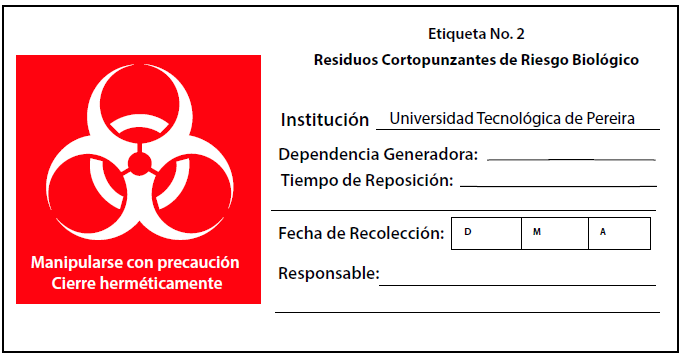 Etiqueta No. 2
Residuos Cortopunzantes de Riesgo Biológico
Institución Universidad Tecnológica de Pereira
Dependencia Generadora:
Tiempo de Reposición:
Fecha de Recolección: D M A
Responsable:
Manipularse con precaución
Cierre herméticamente